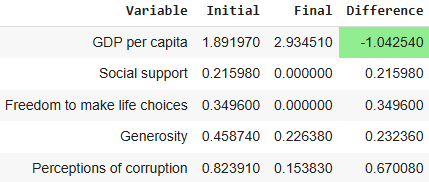 Variable Initial Final Difference
GDP per capita 1.891970 2.934510 -1.042540
Social support 0.215980 0.000000 0.215980
Freedom to make life choices 0.349600 0.000000 0.349600
Generosity 0.458740 0.226380 0.232360
Perceptions of corruption 0.823910 0.153830 0.670080